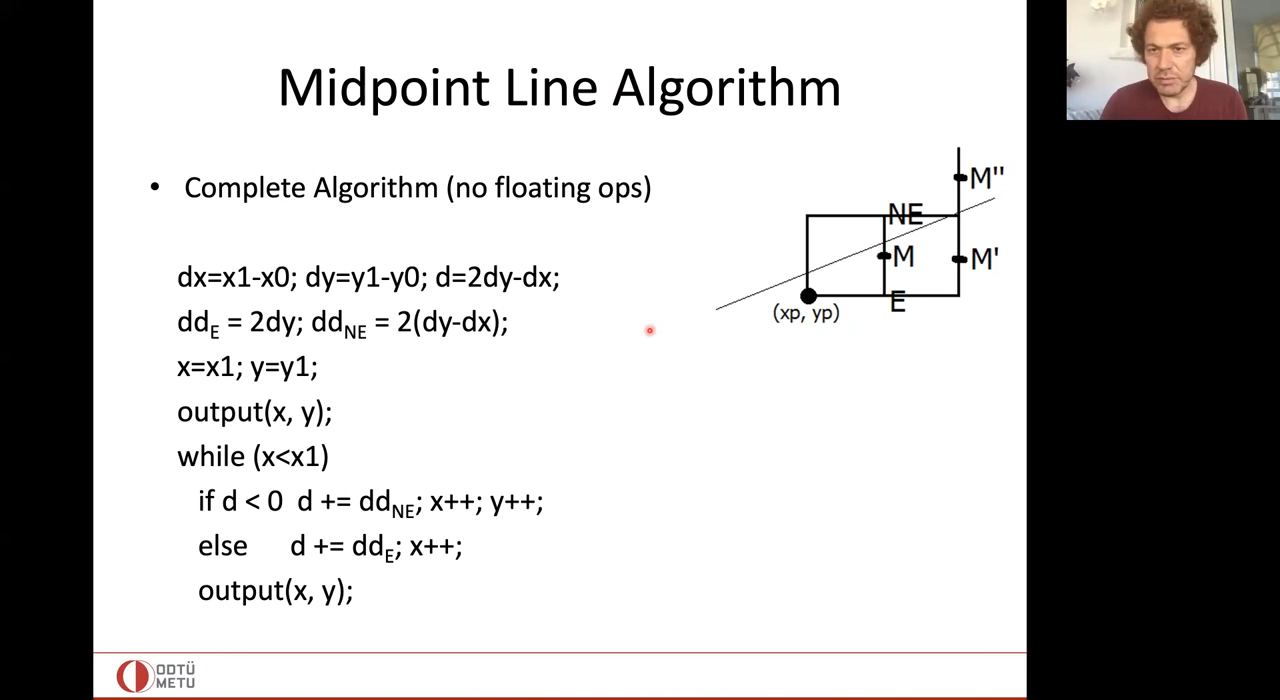 Midpoint Line Algorithm
• Complete Algorithm (no floating ops)
dx=x1-x0; dy=y1-y0; d=2dy-dx;
ddE = 2dy; ddNE = 2(dy-dx);
x=x1; y=y1;
output(x, y);
while (x<x1)
if d < 0 d += ddNE; x++; y++;
else d += ddE; x++;
output(x, y);
M''
NE
M
M'
E
(xp, yp)
ODTÜ
METU